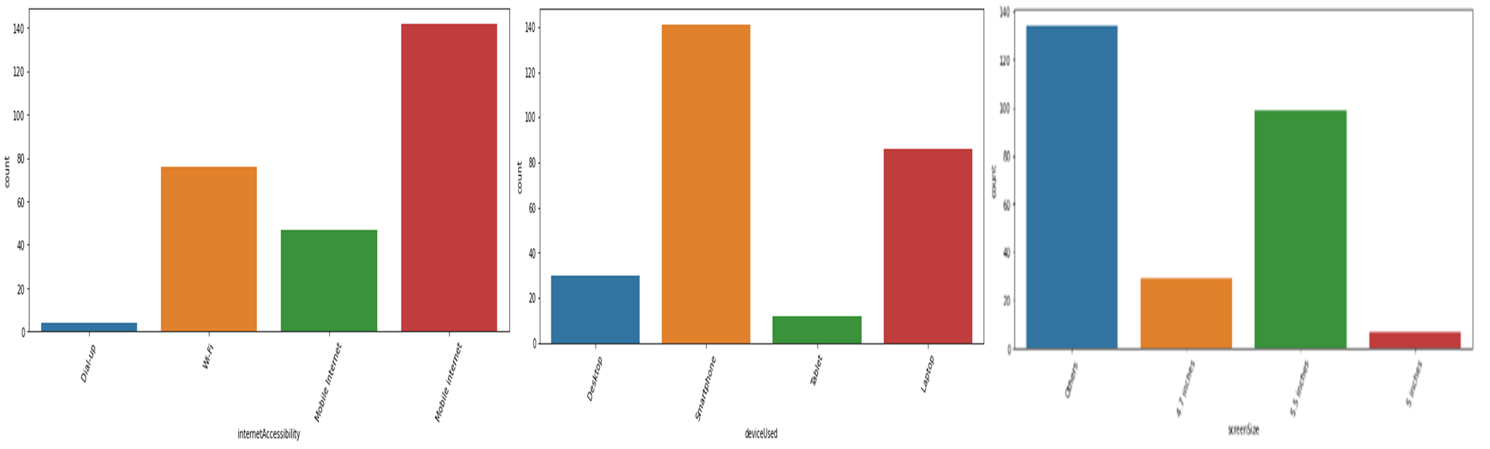 count
140
120
100
80
60
40
20
0
Dial-up
Wi-Fi
Mobile Internet
Mobile internet
internetAccessibility
count
140
120
100
80
60
40
20
0
Desktop
Smartphone
Tablet
Laptop
deviceUsed
count
140
120
100
80
60
40
20
0
Others
4.7 inches
5.5 inches
5 inches
screenSize